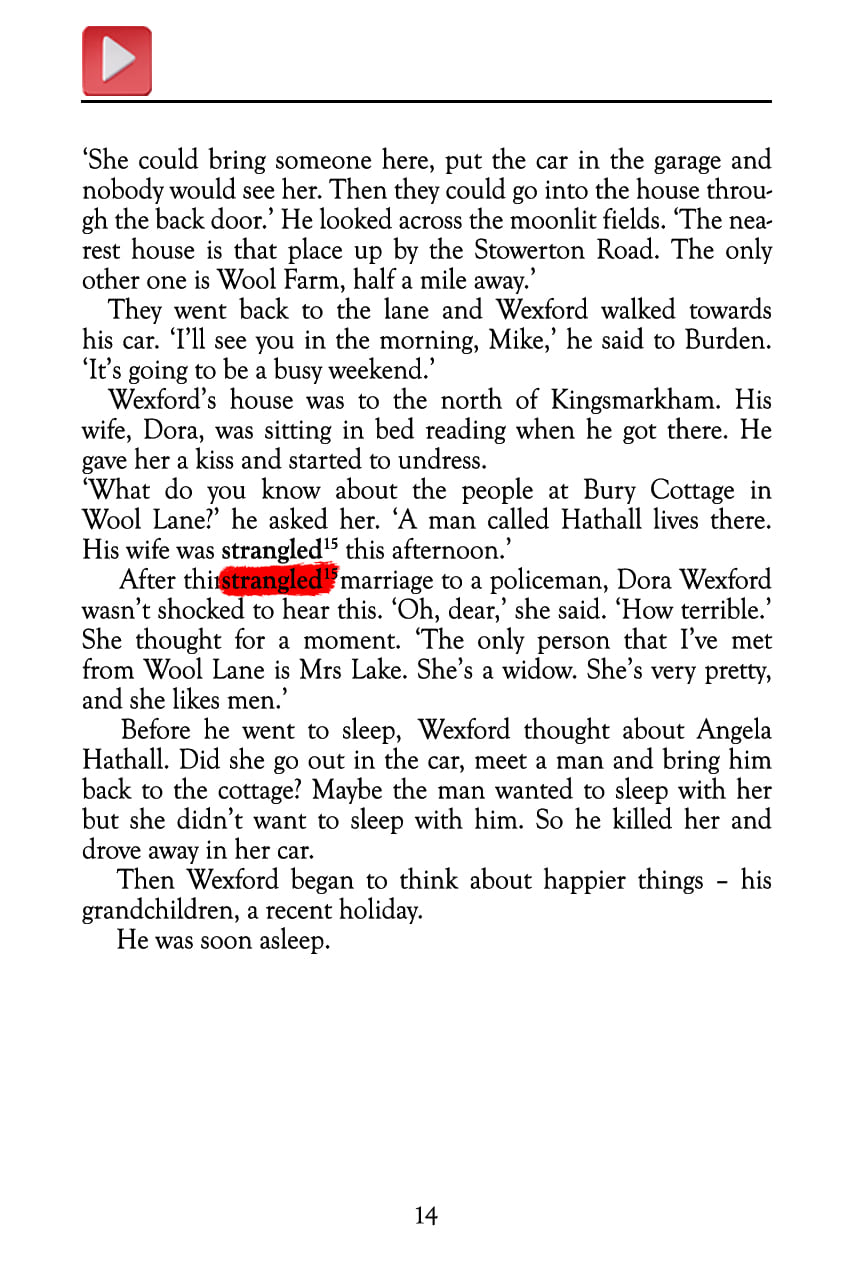 ‘She could bring someone here, put the car in the garage and
nobody would see her. Then they could go into the house throu-
gh the back door.’ He looked across the moonlit fields. ‘The nea-
rest house is that place up by the Stowerton Road. The only
other one is Wool Farm, half a mile away.’
They went back to the lane and Wexford walked towards
his car. ‘I’ll see you in the morning, Mike,’ he said to Burden.
‘It’s going to be a busy weekend.’
Wexford’s house was to the north of Kingsmarkham. His
wife, Dora, was sitting in bed reading when he got there. He
gave her a kiss and started to undress.
‘What do you know about the people at Bury Cottage in
Wool Lane?’ he asked her. ‘A man called Hathall lives there.
His wife was strangled¹⁵ this afternoon.’
After strangled¹⁵ marriage to a policeman, Dora Wexford
wasn’t shocked to hear this. ‘Oh, dear,’ she said. ‘How terrible.’
She thought for a moment. ‘The only person that I’ve met
from Wool Lane is Mrs Lake. She’s a widow. She’s very pretty,
and she likes men.’
Before he went to sleep, Wexford thought about Angela
Hathall. Did she go out in the car, meet a man and bring him
back to the cottage? Maybe the man wanted to sleep with her
but she didn’t want to sleep with him. So he killed her and
drove away in her car.
Then Wexford began to think about happier things – his
grandchildren, a recent holiday.
He was soon asleep.
14